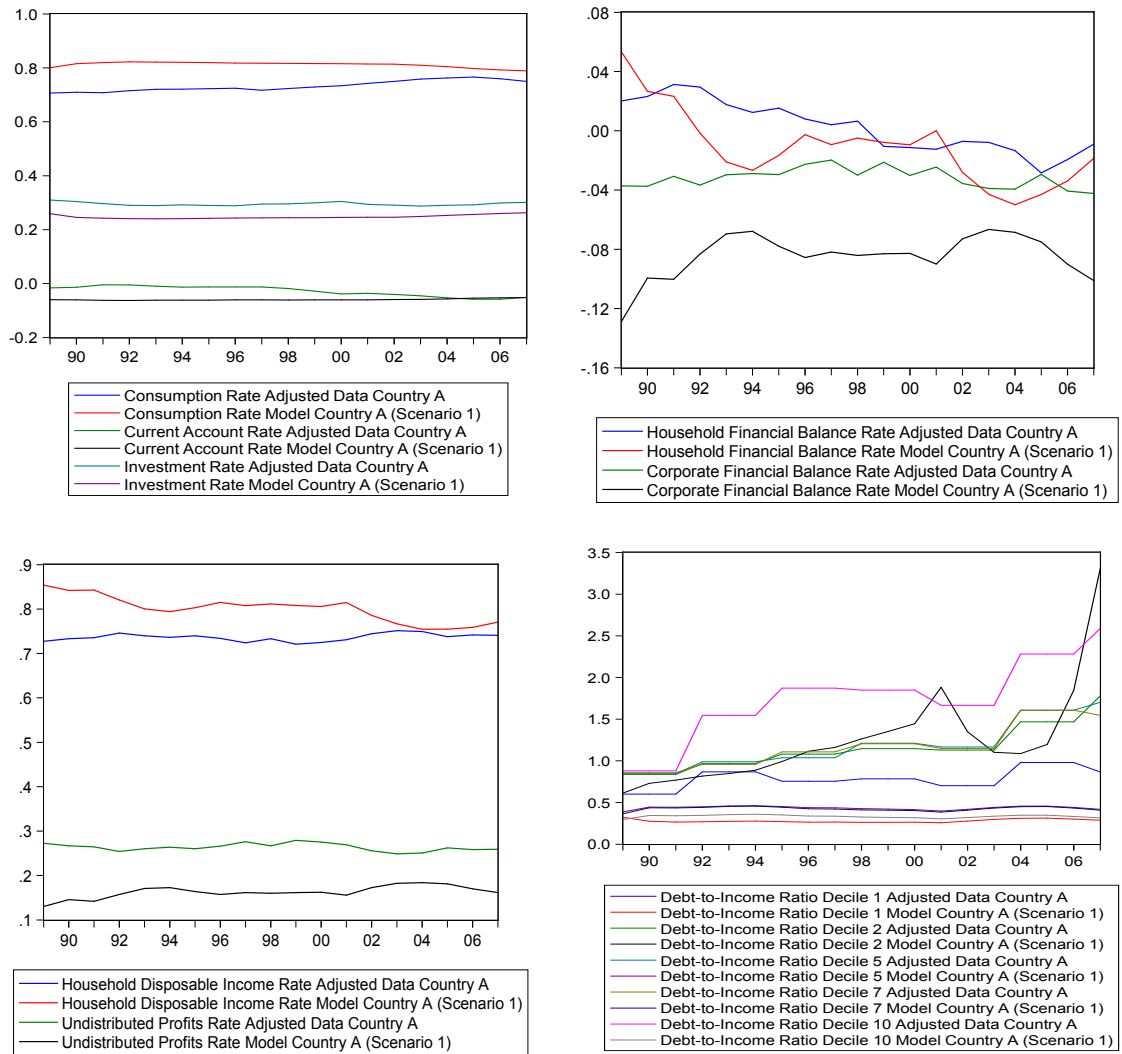 1.0
0.8
0.6
0.4
0.2
0.0
-0.2
90 92 94 96 98 00 02 04 06
Consumption Rate Adjusted Data Country A
Consumption Rate Model Country A (Scenario 1)
Current Account Rate Adjusted Data Country A
Current Account Rate Model Country A (Scenario 1)
Investment Rate Adjusted Data Country A
Investment Rate Model Country A (Scenario 1)
.08
.04
.00
-.04
-.08
-.12
-.16
90 92 94 96 98 00 02 04 06
Household Financial Balance Rate Adjusted Data Country A
Household Financial Balance Rate Model Country A (Scenario 1)
Corporate Financial Balance Rate Adjusted Data Country A
Corporate Financial Balance Rate Model Country A (Scenario 1)
.9
.8
.7
.6
.5
.4
.3
.2
.1
90 92 94 96 98 00 02 04 06
Household Disposable Income Rate Adjusted Data Country A
Household Disposable Income Rate Model Country A (Scenario 1)
Undistributed Profits Rate Adjusted Data Country A
Undistributed Profits Rate Model Country A (Scenario 1)
3.5
3.0
2.5
2.0
1.5
1.0
0.5
0.0
90 92 94 96 98 00 02 04 06
Debt-to-Income Ratio Decile 1 Adjusted Data Country A
Debt-to-Income Ratio Decile 1 Model Country A (Scenario 1)
Debt-to-Income Ratio Decile 2 Adjusted Data Country A
Debt-to-Income Ratio Decile 2 Model Country A (Scenario 1)
Debt-to-Income Ratio Decile 5 Adjusted Data Country A
Debt-to-Income Ratio Decile 5 Model Country A (Scenario 1)
Debt-to-Income Ratio Decile 7 Adjusted Data Country A
Debt-to-Income Ratio Decile 7 Model Country A (Scenario 1)
Debt-to-Income Ratio Decile 10 Adjusted Data Country A
Debt-to-Income Ratio Decile 10 Model Country A (Scenario 1)